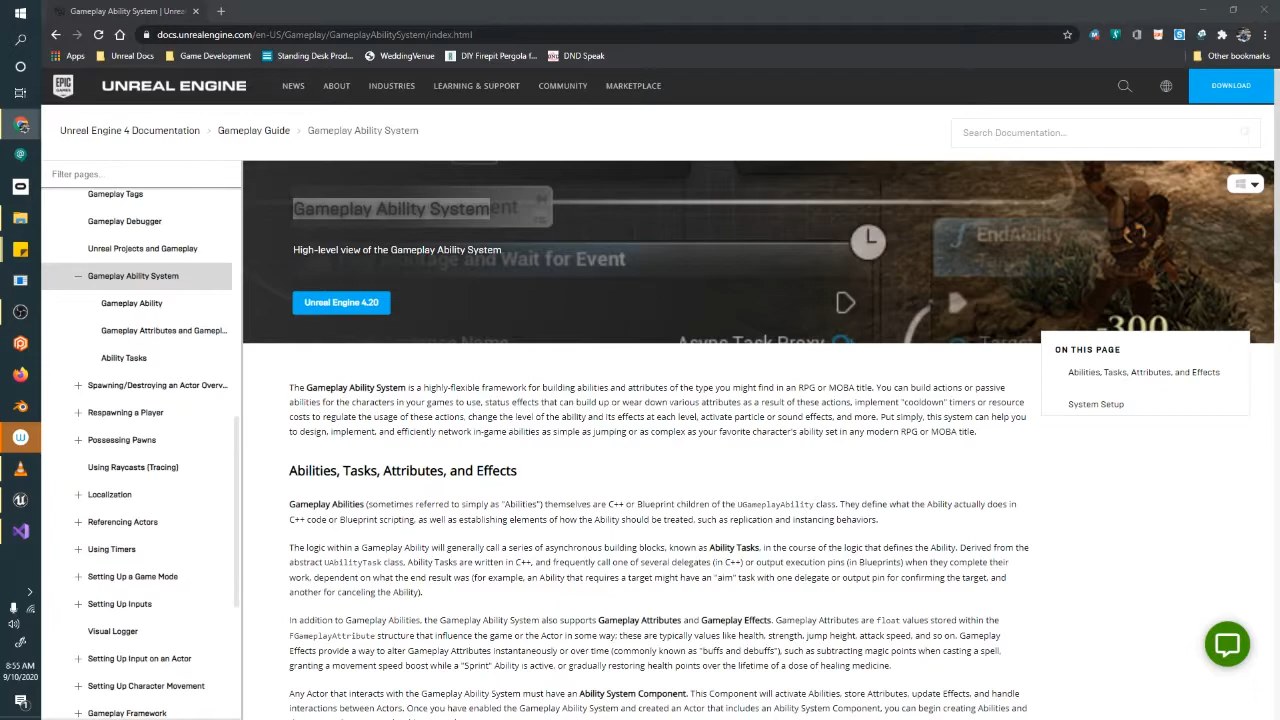 Gameplay Ability System | Unrel
docs.unrealengine.com/en-US/Gameplay/GameplayAbilitySystem/index.html
Apps
Unreal Docs
Game Development
Standing Desk Prod...
WeddingVenue
DIY Firepit Pergola f...
DND Speak
Other bookmarks
EPIC GAMES
UNREAL ENGINE
NEWS
ABOUT
INDUSTRIES
LEARNING & SUPPORT
COMMUNITY
MARKETPLACE
DOWNLOAD
Unreal Engine 4 Documentation > Gameplay Guide > Gameplay Ability System
Search Documentation...
Filter pages...
Gameplay Tags
Gameplay Debugger
Unreal Projects and Gameplay
Gameplay Ability System
Gameplay Ability
Gameplay Attributes and Gamepl...
Ability Tasks
Spawning/Destroying an Actor Overv...
Respawning a Player
Possessing Pawns
Using Raycasts (Tracing)
Localization
Referencing Actors
Using Timers
Setting Up a Game Mode
Setting Up Inputs
Visual Logger
Setting Up Input on an Actor
Setting Up Character Movement
Gameplay Framework
Gameplay Ability System
High-level view of the Gameplay Ability System
and Wait for Event
EndAbility
Async Task Proxy
Target
-300
Unreal Engine 4.20
ON THIS PAGE
Abilities, Tasks, Attributes, and Effects
System Setup
The Gameplay Ability System is a highly-flexible framework for building abilities and attributes of the type you might find in an RPG or MOBA title. You can build actions or passive
abilities for the characters in your games to use, status effects that can build up or wear down various attributes as a result of these actions, implement "cooldown" timers or resource
costs to regulate the usage of these actions, change the level of the ability and its effects at each level, activate particle or sound effects, and more. Put simply, this system can help you
to design, implement, and efficiently network in-game abilities as simple as jumping or as complex as your favorite character's ability set in any modern RPG or MOBA title.
Abilities, Tasks, Attributes, and Effects
Gameplay Abilities (sometimes referred to simply as "Abilities") themselves are C++ or Blueprint children of the UGameplayAbility class. They define what the Ability actually does in
C++ code or Blueprint scripting, as well as establishing elements of how the Ability should be treated, such as replication and instancing behaviors.
The logic within a Gameplay Ability will generally call a series of asynchronous building blocks, known as Ability Tasks, in the course of the logic that defines the Ability. Derived from the
abstract UAbilityTask class, Ability Tasks are written in C++, and frequently call one of several delegates (in C++) or output execution pins (in Blueprints) when they complete their
work, dependent on what the end result was (for example, an Ability that requires a target might have an "aim" task with one delegate or output pin for confirming the target, and
another for canceling the Ability).
In addition to Gameplay Abilities, the Gameplay Ability System also supports Gameplay Attributes and Gameplay Effects. Gameplay Attributes are float values stored within the
FGameplayAttribute structure that influence the game or the Actor in some way; these are typically values like health, strength, jump height, attack speed, and so on. Gameplay
Effects provide a way to alter Gameplay Attributes instantaneously or over time (commonly known as "buffs and debuffs"), such as subtracting magic points when casting a spell,
granting a movement speed boost while a "Sprint" Ability is active, or gradually restoring health points over the lifetime of a dose of healing medicine.
Any Actor that interacts with the Gameplay Ability System must have an Ability System Component. This Component will activate Abilities, store Attributes, update Effects, and handle
interactions between Actors. Once you have enabled the Gameplay Ability System and created an Actor that includes an Ability System Component, you can begin creating Abilities and
8:55 AM
9/10/2020